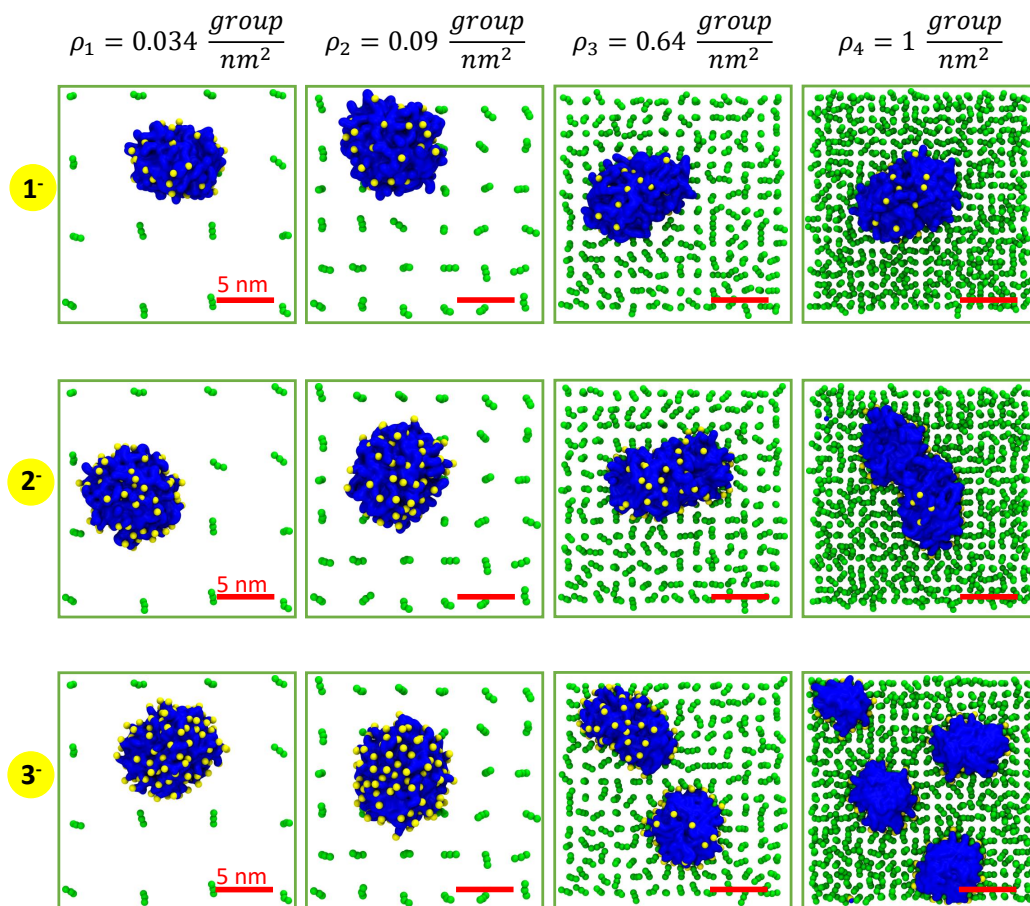 ρ₁ = 0.034 group/nm² ρ₂ = 0.09 group/nm² ρ₃ = 0.64 group/nm² ρ₄ = 1 group/nm²
1⁻
5 nm
2⁻
5 nm
3⁻
5 nm